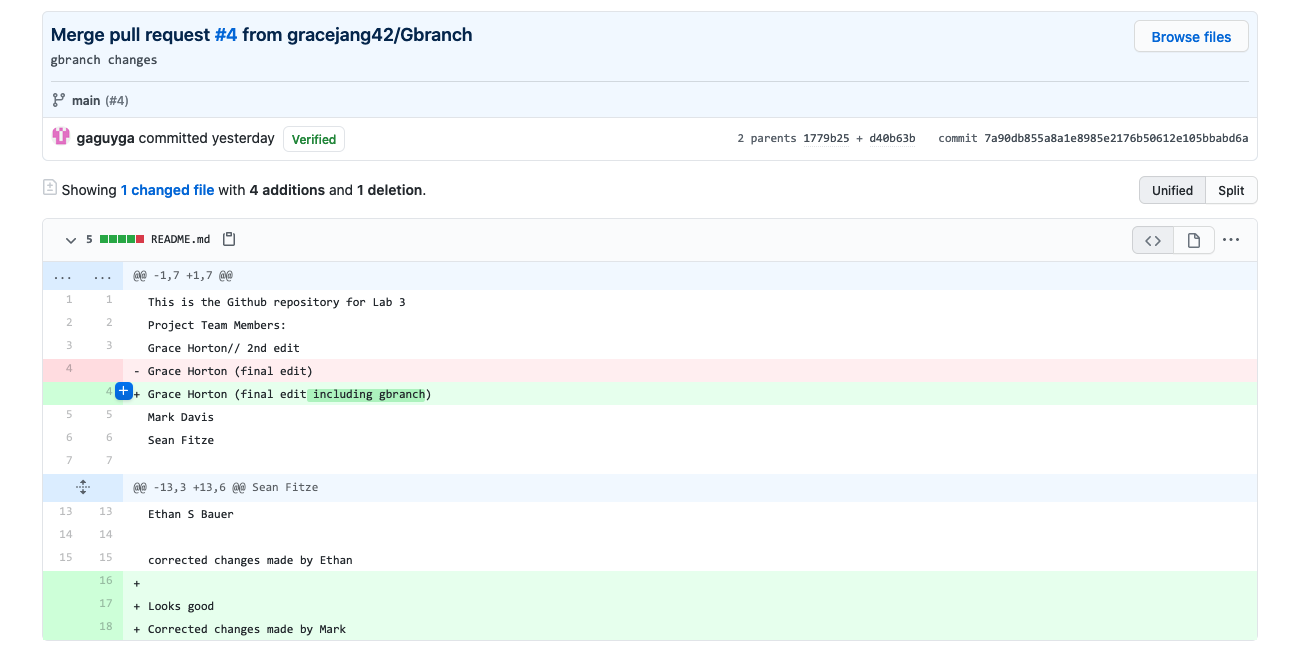 Merge pull request #4 from gracejang42/Gbranch
Browse files
gbranch changes
main (#4)
gaguyga committed yesterday Verified 2 parents 1779b25 + d40b63b commit 7a90db855a8a1e8985e2176b50612e105bbabd6a
Showing 1 changed file with 4 additions and 1 deletion. Unified Split
5 README.md ...
... ... @@ -1,7 +1,7 @@
1 1 This is the Github repository for Lab 3
2 2 Project Team Members:
3 3 Grace Horton// 2nd edit
4 - Grace Horton (final edit)
4 + Grace Horton (final edit including gbranch)
5 5 Mark Davis
6 6 Sean Fitze
7 7
@@ -13,3 +13,6 @@ Sean Fitze
13 13 Ethan S Bauer
14 14
15 15 corrected changes made by Ethan
16 +
17 + Looks good
18 + Corrected changes made by Mark